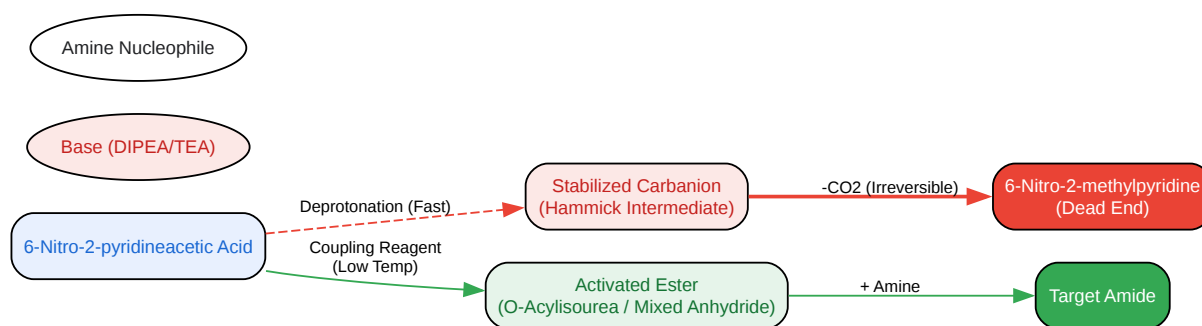 Amine Nucleophile
Base (DIPEA/TEA)
6-Nitro-2-pyridineacetic Acid
Deprotonation (Fast)
Coupling Reagent
(Low Temp)
Stabilized Carbanion
(Hammick Intermediate)
-CO2 (Irreversible)
6-Nitro-2-methylpyridine
(Dead End)
Activated Ester
(O-Acylisourea / Mixed Anhydride)
+ Amine
Target Amide